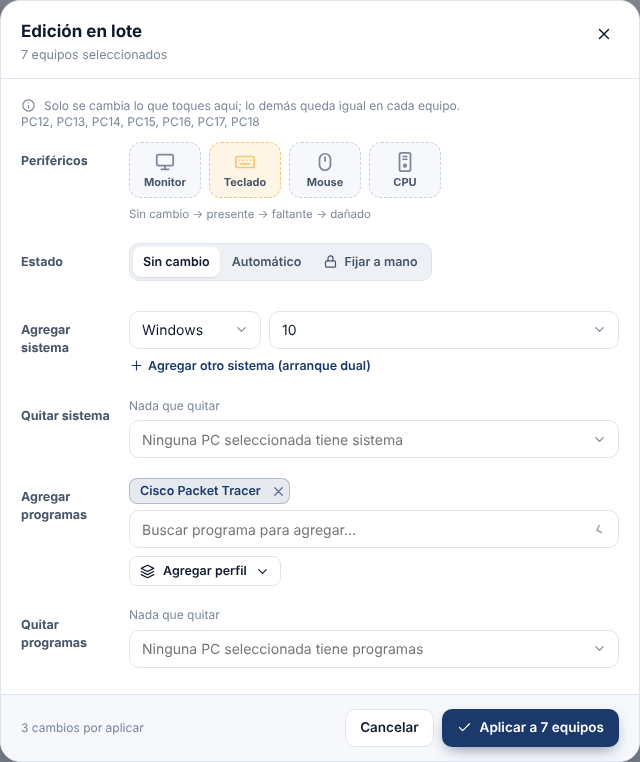 Edición en lote
7 equipos seleccionados
Solo se cambia lo que toques aquí; lo demás queda igual en cada equipo.
PC12, PC13, PC14, PC15, PC16, PC17, PC18
Periféricos
Monitor
Teclado
Mouse
CPU
Sin cambio → presente → faltante → dañado
Estado
Sin cambio
Automático
Fijar a mano
Agregar
sistema
Windows
10
+ Agregar otro sistema (arranque dual)
Quitar sistema
Nada que quitar
Ninguna PC seleccionada tiene sistema
Agregar
programas
Cisco Packet Tracer
Buscar programa para agregar...
Agregar perfil
Quitar
programas
Nada que quitar
Ninguna PC seleccionada tiene programas
3 cambios por aplicar
Cancelar
Aplicar a 7 equipos